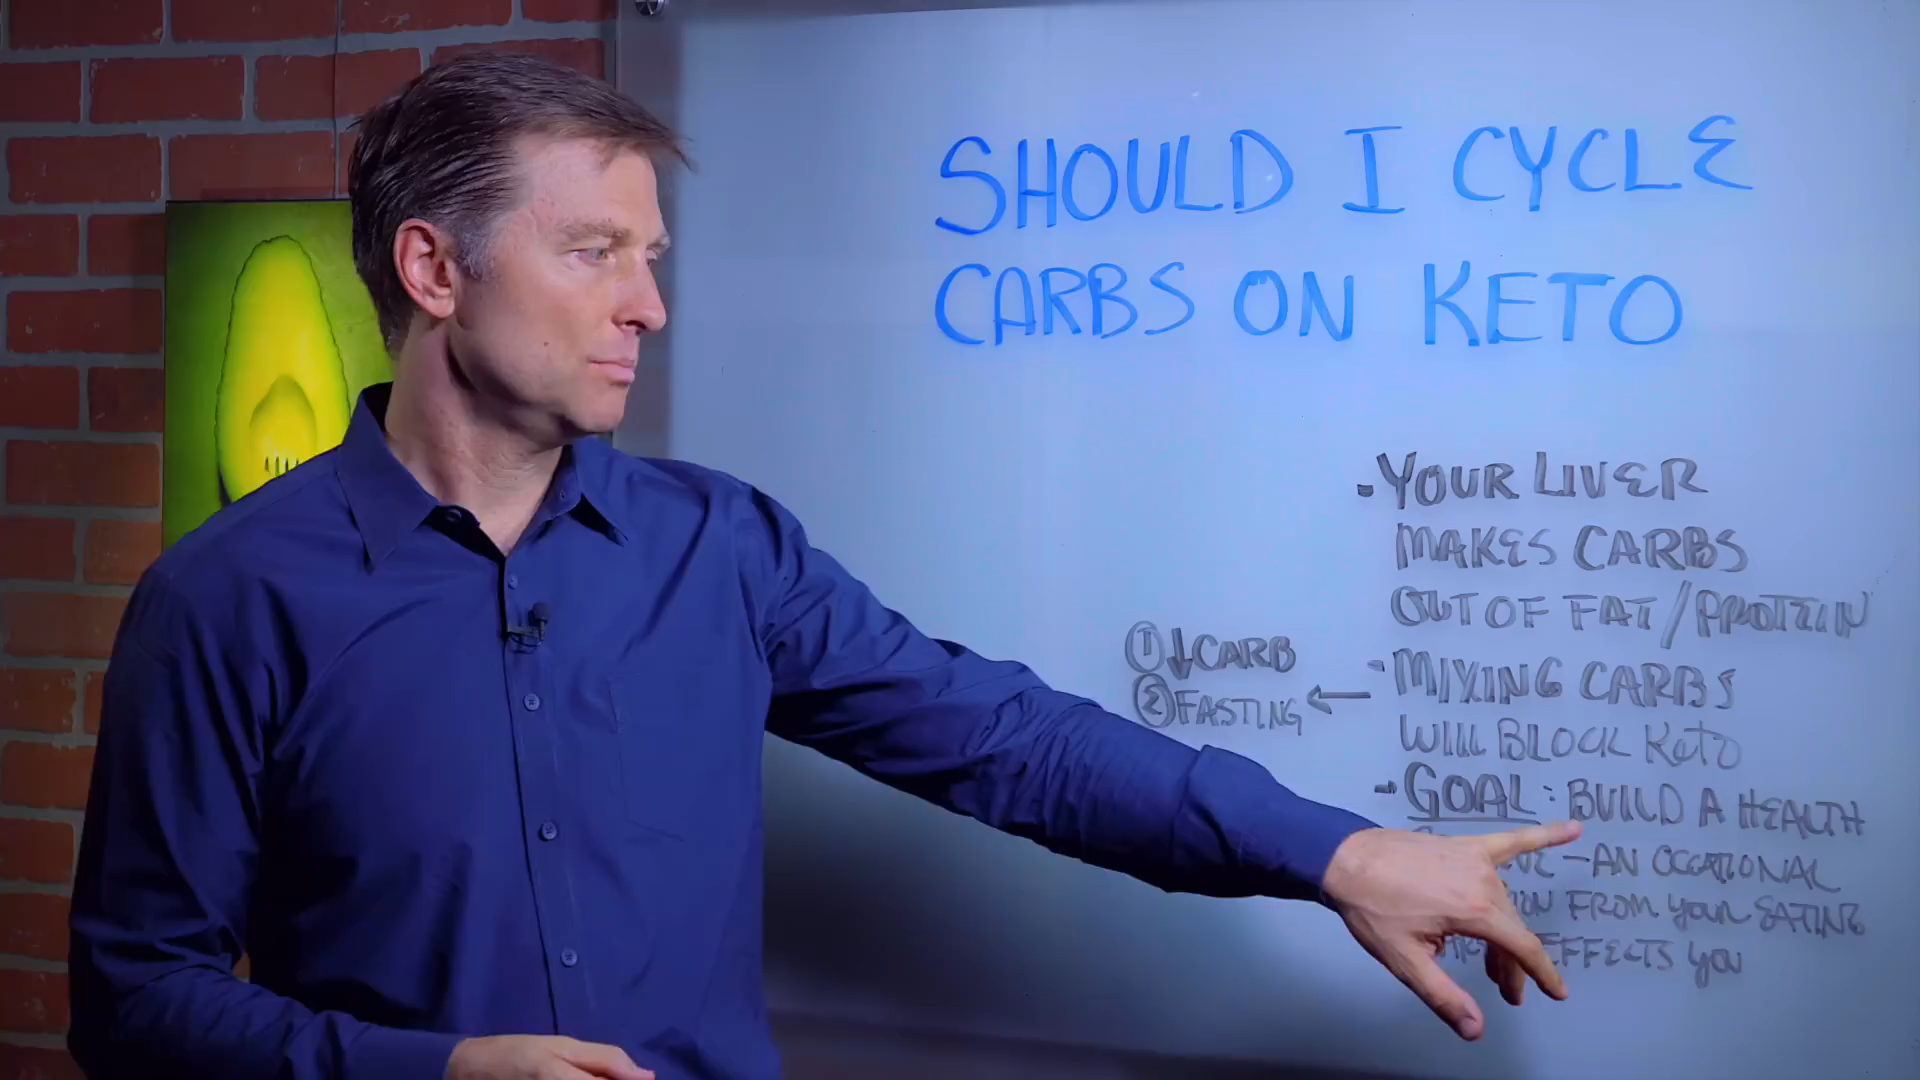 SHOULD I CYCLE
CARBS ON KETO
• YOUR LIVER
MAKES CARBS
OUT OF FAT/PROTEIN
① ↓CARB
② FASTING ←
• MIXING CARBS
WILL BLOCK KETO
- GOAL: BUILD A HEALTH
- AN OCCATIONAL
FROM YOUR EATING
EFFECTS YOU